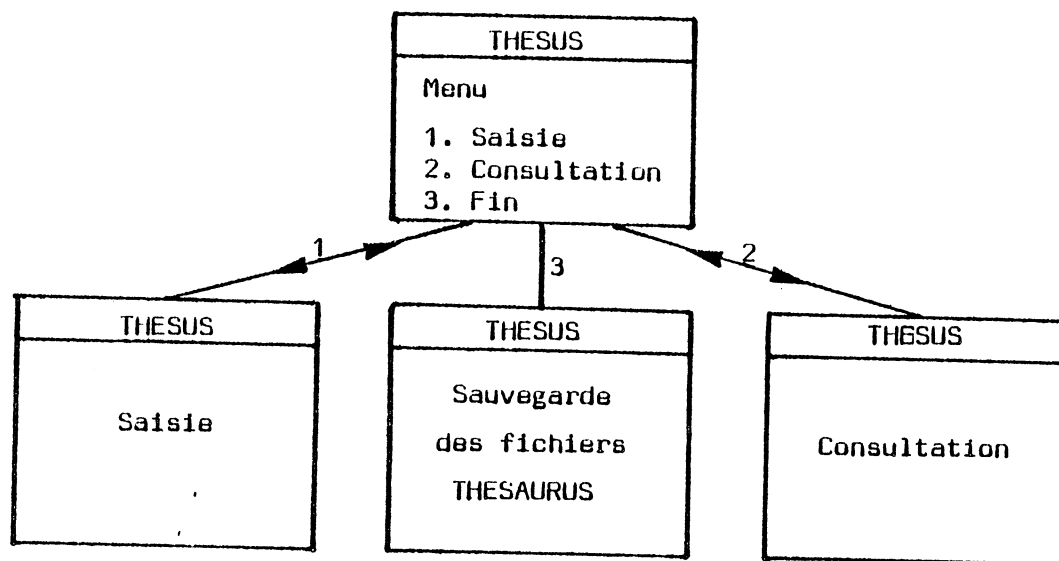 THESUS
Menu
1. Saisie
2. Consultation
3. Fin
1
3
2
THESUS
Saisie
THESUS
Sauvegarde
des fichiers
THESAURUS
THESUS
Consultation